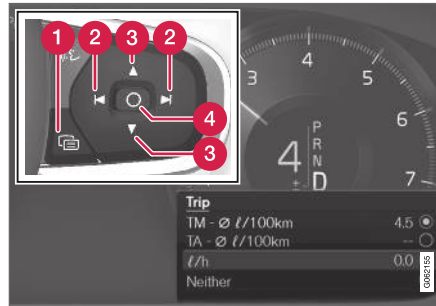 1 2 3 2
4
3
3 4 5 6 7
4
±
P
R
N
D
Trip
TM - Ø ℓ/100km 4.5
TA - Ø ℓ/100km --
ℓ/h 0.0
Neither
G062155